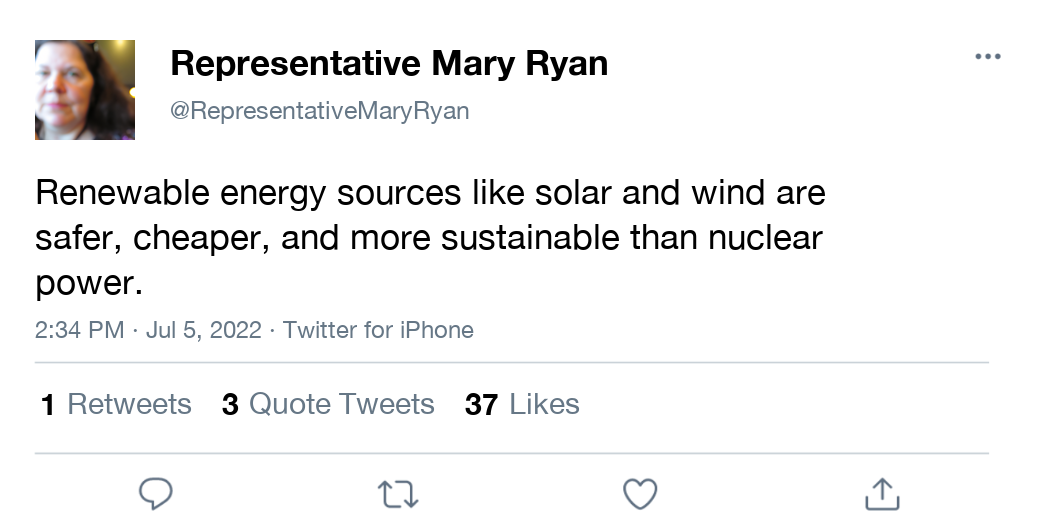 Representative Mary Ryan
@RepresentativeMaryRyan
Renewable energy sources like solar and wind are
safer, cheaper, and more sustainable than nuclear
power.
2:34 PM · Jul 5, 2022 · Twitter for iPhone
1 Retweets 3 Quote Tweets 37 Likes